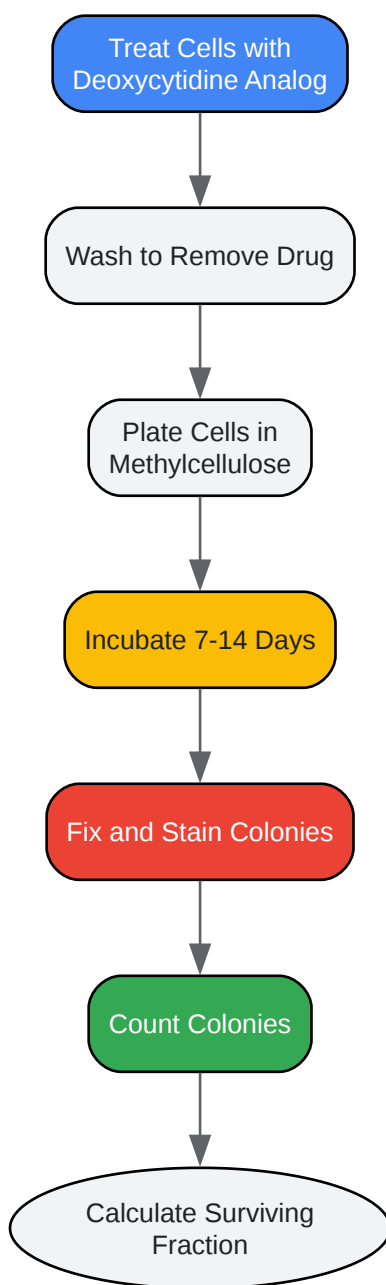 Treat Cells with
Deoxycytidine Analog
Wash to Remove Drug
Plate Cells in
Methylcellulose
Incubate 7-14 Days
Fix and Stain Colonies
Count Colonies
Calculate Surviving
Fraction